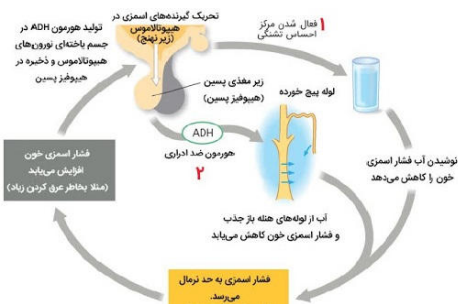 تحریک گیرنده‌های اسمزی در
هیپوتالاموس
(زیر نهنج)
۱ فعال شدن مرکز
احساس تشنگی
تولید هورمون ADH در
جسم یاخته‌ای نورون‌های
هیپوتالاموس و ذخیره در
هیپوفیز پسین
زیر مغذی پسین
(هیپوفیز پسین)
لوله پیچ خورده
ADH
هورمون ضد ادراری
۲
نوشیدن آب فشار اسمزی
خون را کاهش می‌دهد
فشار اسمزی خون
افزایش می‌یابد
(مثلا بخاطر عرق کردن زیاد)
آب از لوله‌های هنله باز جذب
و فشار اسمزی خون کاهش می‌یابد
فشار اسمزی به حد نرمال
می‌رسد.